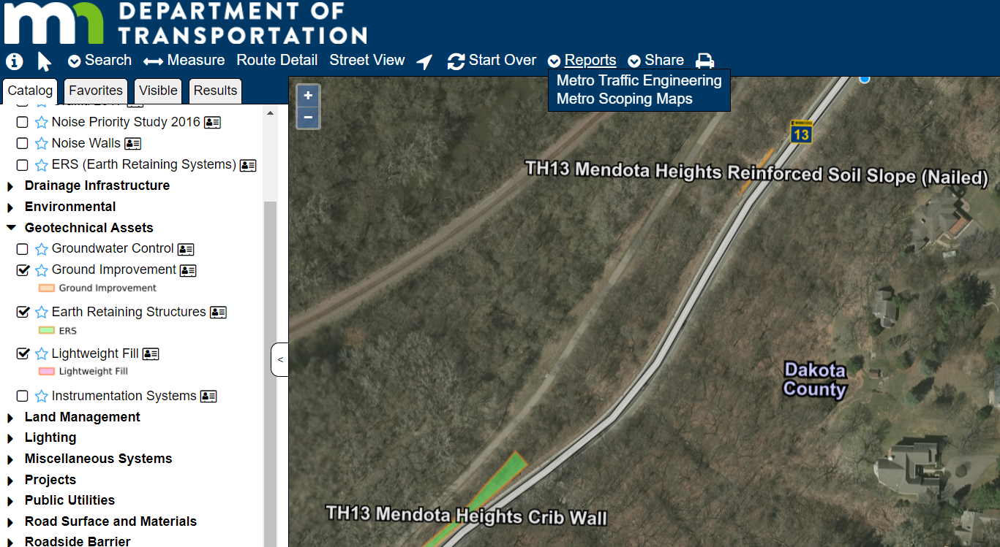 DEPARTMENT OF
TRANSPORTATION
Search Measure Route Detail Street View Start Over Reports Share
Metro Traffic Engineering
Metro Scoping Maps
Catalog Favorites Visible Results
Noise Priority Study 2016
Noise Walls
ERS (Earth Retaining Systems)
Drainage Infrastructure
Environmental
Geotechnical Assets
Groundwater Control
Ground Improvement
Ground Improvement
Earth Retaining Structures
ERS
Lightweight Fill
Lightweight Fill
Instrumentation Systems
Land Management
Lighting
Miscellaneous Systems
Projects
Public Utilities
Road Surface and Materials
Roadside Barrier
+
−
<
13
TH13 Mendota Heights Reinforced Soil Slope (Nailed)
Dakota
County
TH13 Mendota Heights Crib Wall